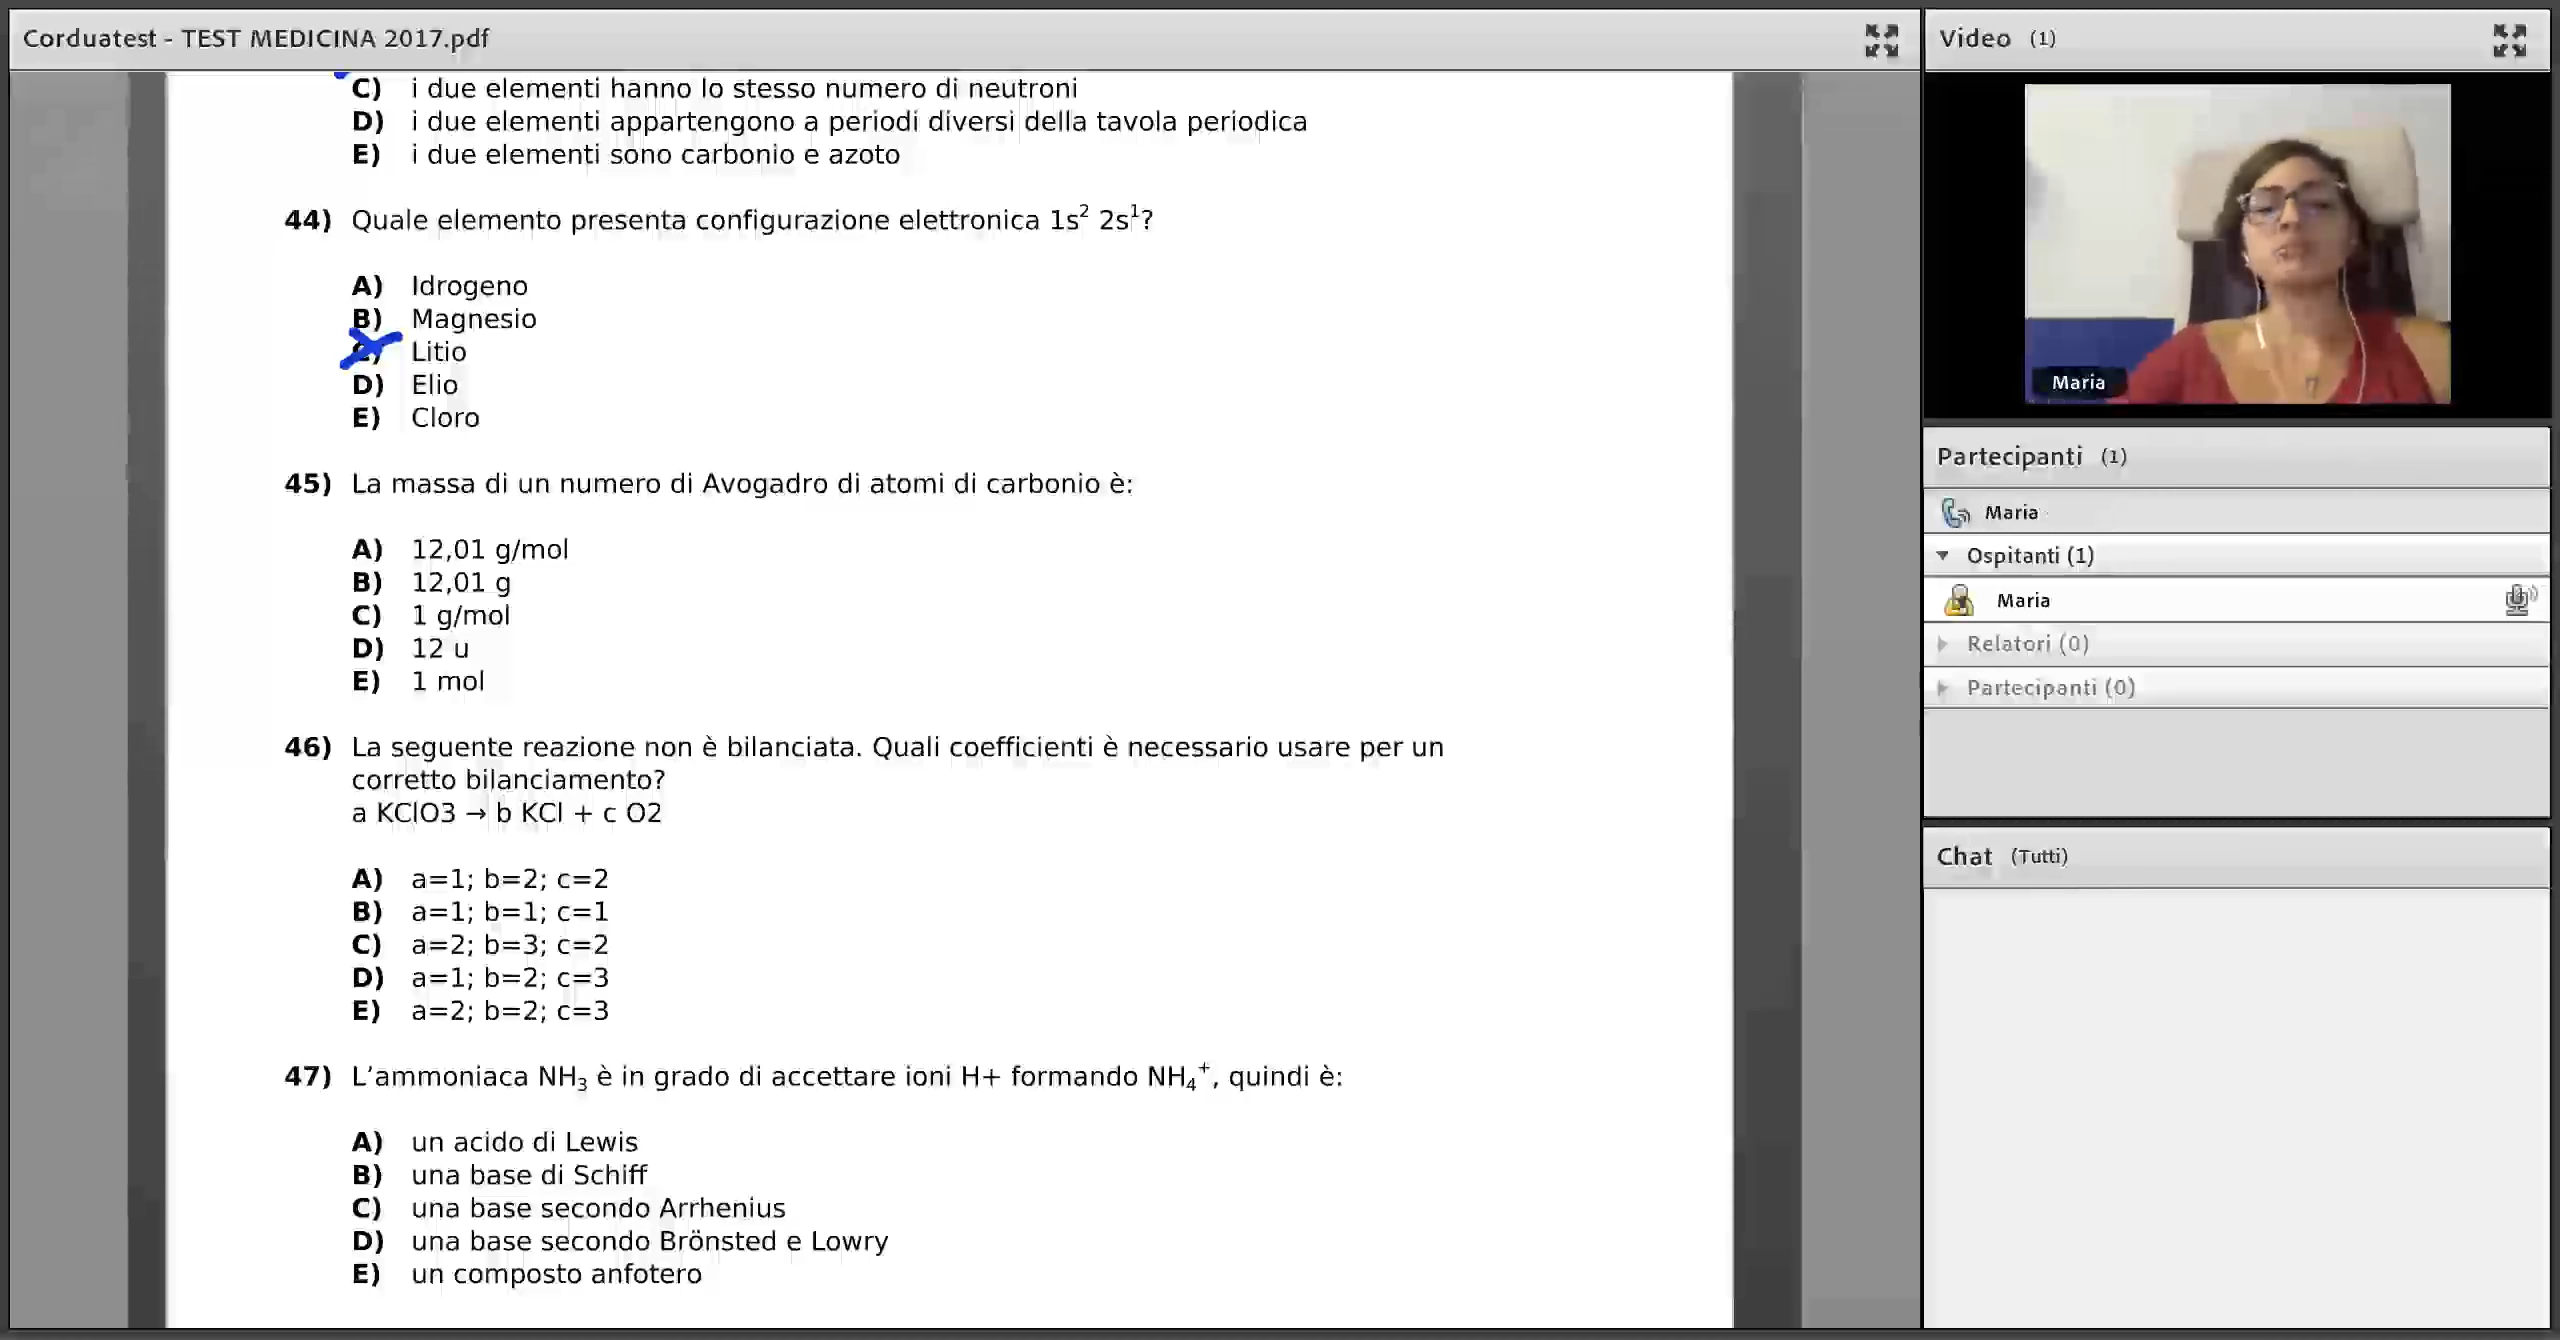 Corduatest - TEST MEDICINA 2017.pdf
C) i due elementi hanno lo stesso numero di neutroni
D) i due elementi appartengono a periodi diversi della tavola periodica
E) i due elementi sono carbonio e azoto
44) Quale elemento presenta configurazione elettronica 1s² 2s¹?
A) Idrogeno
B) Magnesio
C) Litio
D) Elio
E) Cloro
45) La massa di un numero di Avogadro di atomi di carbonio è:
A) 12,01 g/mol
B) 12,01 g
C) 1 g/mol
D) 12 u
E) 1 mol
46) La seguente reazione non è bilanciata. Quali coefficienti è necessario usare per un
corretto bilanciamento?
a KClO3 → b KCl + c O2
A) a=1; b=2; c=2
B) a=1; b=1; c=1
C) a=2; b=3; c=2
D) a=1; b=2; c=3
E) a=2; b=2; c=3
47) L’ammoniaca NH₃ è in grado di accettare ioni H+ formando NH₄⁺, quindi è:
A) un acido di Lewis
B) una base di Schiff
C) una base secondo Arrhenius
D) una base secondo Brönsted e Lowry
E) un composto anfotero
Video (1)
Maria
Partecipanti (1)
Maria
Ospitanti (1)
Maria
Relatori (0)
Partecipanti (0)
Chat (Tutti)